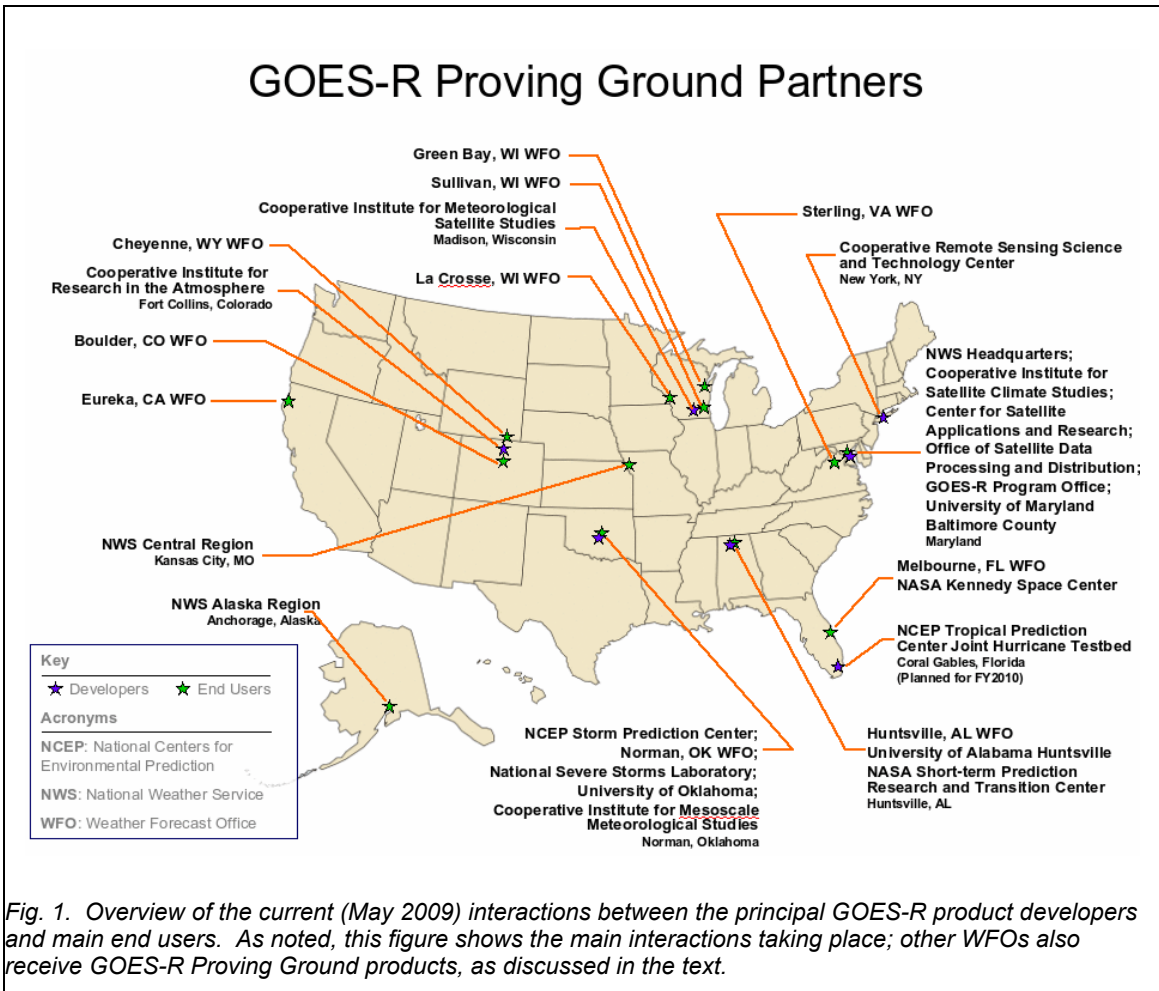 GOES-R Proving Ground Partners
Green Bay, WI WFO
Sullivan, WI WFO
Cooperative Institute for Meteorological
Satellite Studies
Madison, Wisconsin
La Crosse, WI WFO
Cheyenne, WY WFO
Cooperative Institute for
Research in the Atmosphere
Fort Collins, Colorado
Boulder, CO WFO
Eureka, CA WFO
Sterling, VA WFO
Cooperative Remote Sensing Science
and Technology Center
New York, NY
NWS Headquarters;
Cooperative Institute for
Satellite Climate Studies;
Center for Satellite
Applications and Research;
Office of Satellite Data
Processing and Distribution;
GOES-R Program Office;
University of Maryland
Baltimore County
Maryland
NWS Central Region
Kansas City, MO
NWS Alaska Region
Anchorage, Alaska
Melbourne, FL WFO
NASA Kennedy Space Center
NCEP Tropical Prediction
Center Joint Hurricane Testbed
Coral Gables, Florida
(Planned for FY2010)
Key
Developers End Users
Acronyms
NCEP: National Centers for
Environmental Prediction
NWS: National Weather Service
WFO: Weather Forecast Office
NCEP Storm Prediction Center;
Norman, OK WFO;
National Severe Storms Laboratory;
University of Oklahoma;
Cooperative Institute for Mesoscale
Meteorological Studies
Norman, Oklahoma
Huntsville, AL WFO
University of Alabama Huntsville
NASA Short-term Prediction
Research and Transition Center
Huntsville, AL
Fig. 1. Overview of the current (May 2009) interactions between the principal GOES-R product developers
and main end users. As noted, this figure shows the main interactions taking place; other WFOs also
receive GOES-R Proving Ground products, as discussed in the text.